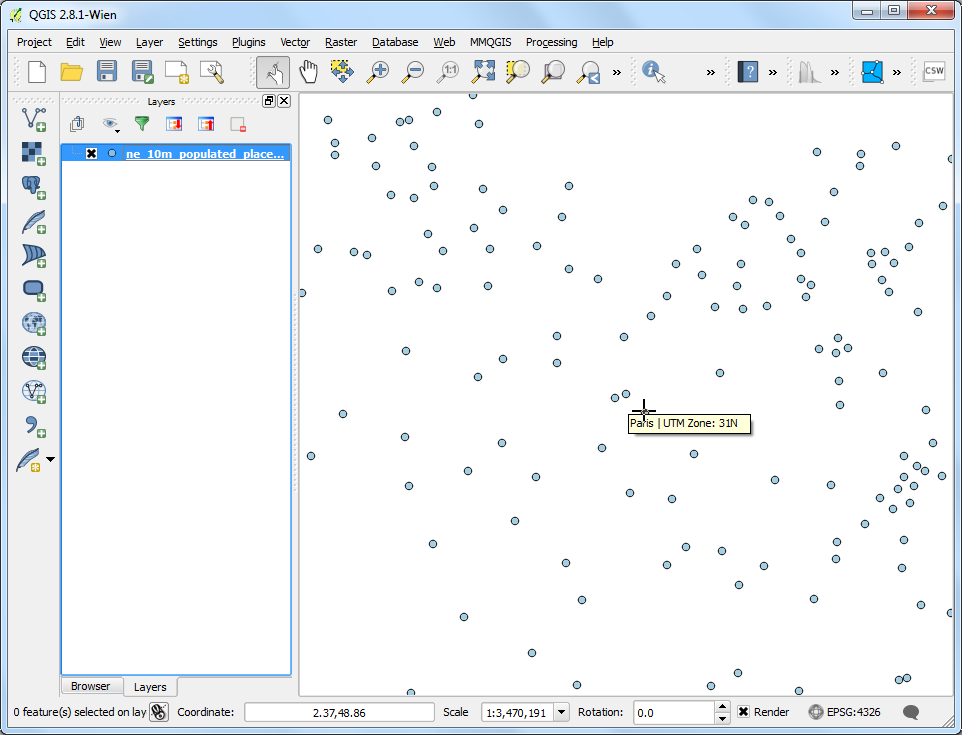 QGIS 2.8.1-Wien
Project Edit View Layer Settings Plugins Vector Raster Database Web MMQGIS Processing Help
1:1
»
»
?
»
»
»
CSW
Layers
ne_10m_populated_place...
Paris | UTM Zone: 31N
Browser
Layers
0 feature(s) selected on lay Coordinate: 2.37,48.86 Scale 1:3,470,191 Rotation: 0.0 Render EPSG:4326